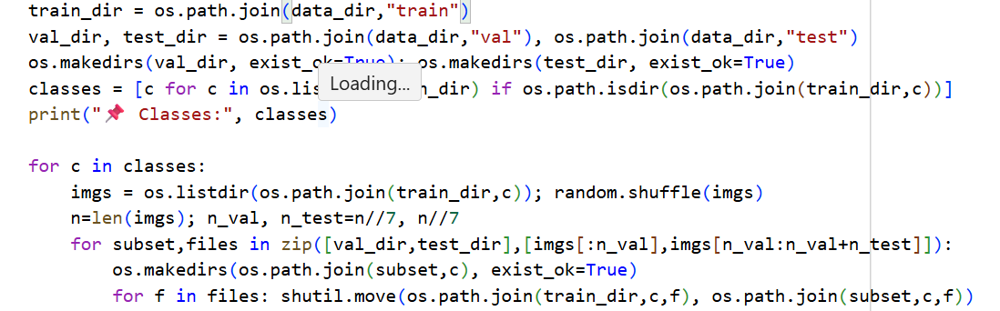 train_dir = os.path.join(data_dir,"train")
val_dir, test_dir = os.path.join(data_dir,"val"), os.path.join(data_dir,"test")
os.makedirs(val_dir, exist_ok=True); os.makedirs(test_dir, exist_ok=True)
classes = [c for c in os.lis n_dir) if os.path.isdir(os.path.join(train_dir,c))]
Loading...
print("📌 Classes:", classes)
for c in classes:
imgs = os.listdir(os.path.join(train_dir,c)); random.shuffle(imgs)
n=len(imgs); n_val, n_test=n//7, n//7
for subset,files in zip([val_dir,test_dir],[imgs[:n_val],imgs[n_val:n_val+n_test]]):
os.makedirs(os.path.join(subset,c), exist_ok=True)
for f in files: shutil.move(os.path.join(train_dir,c,f), os.path.join(subset,c,f))